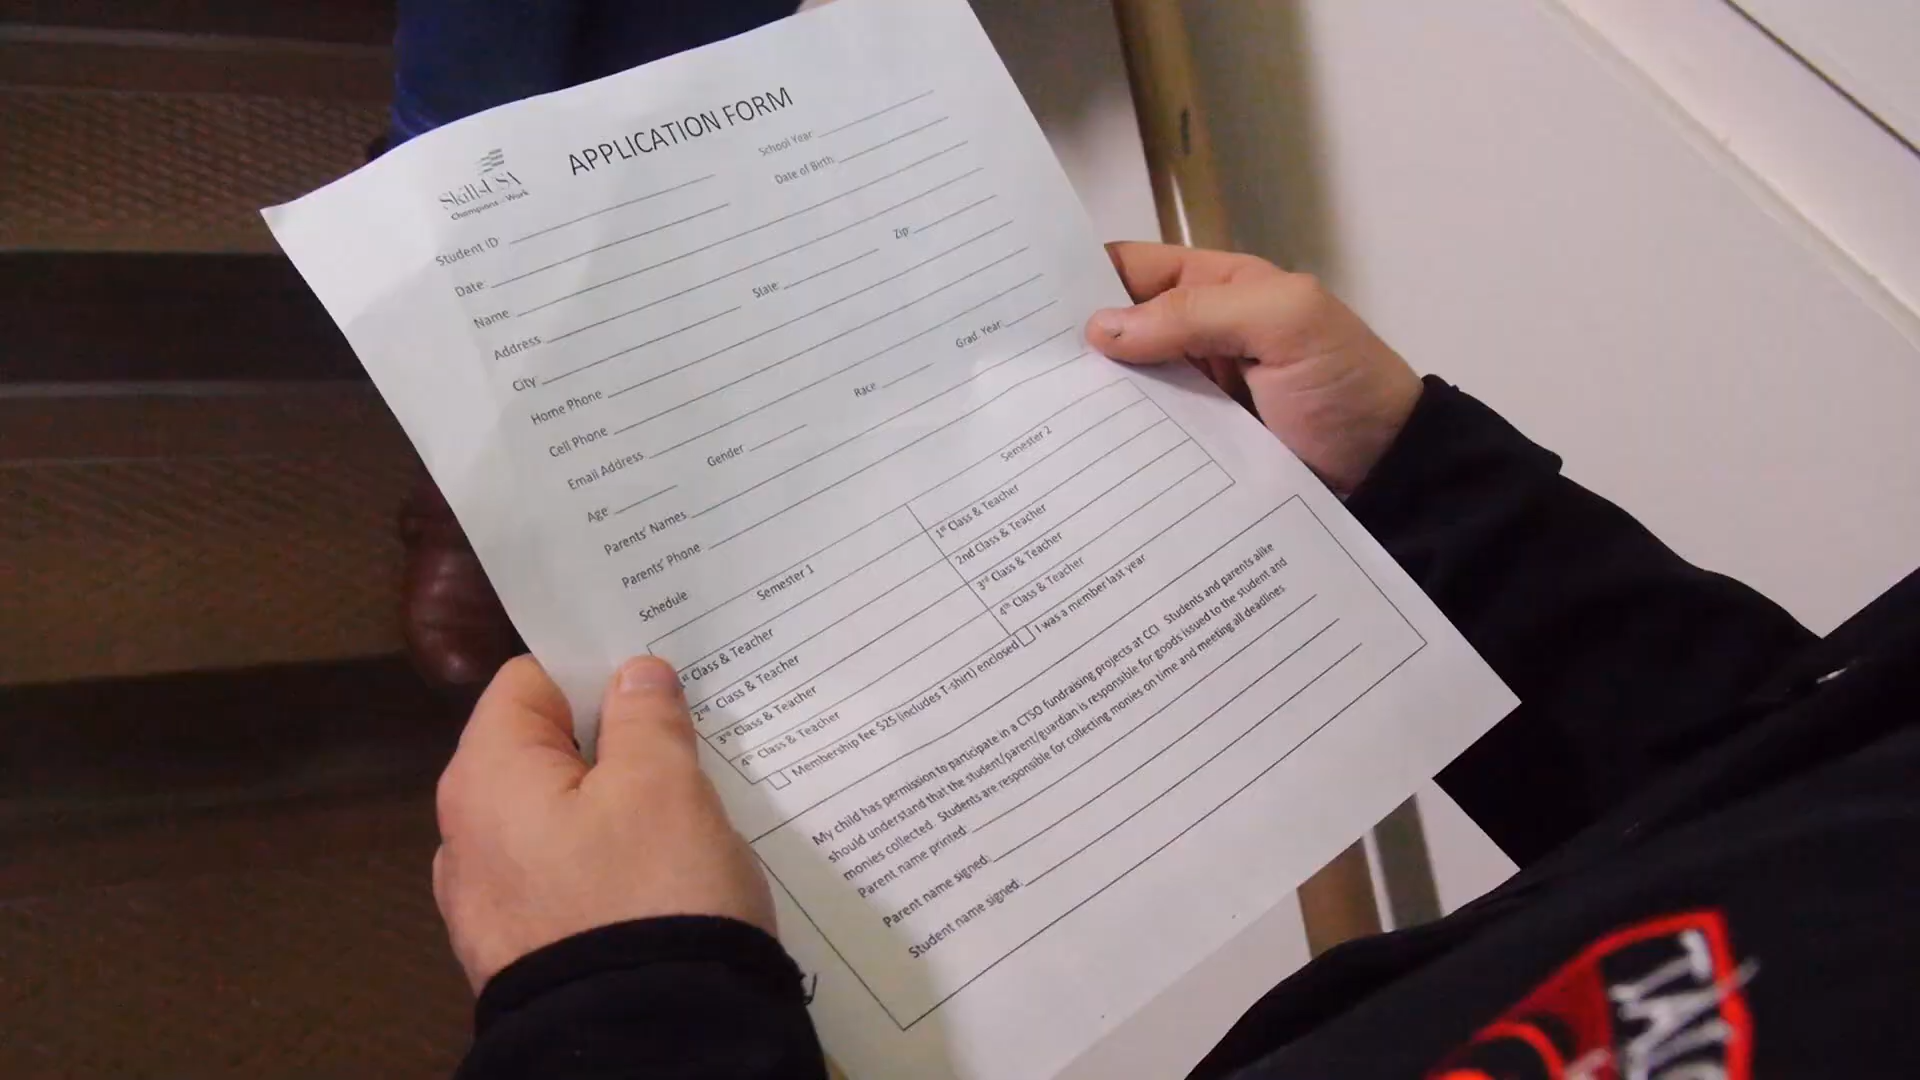 SkillsUSA
Champions at Work
APPLICATION FORM
School Year:
Student ID:
Date of Birth:
Date:
Name
Address
City
State:
Zip:
Home Phone
Cell Phone
Email Address
Age
Gender
Race
Grad. Year:
Parents' Names
Parents' Phone
Schedule
Semester 1
Semester 2
1st Class & Teacher
1st Class & Teacher
2nd Class & Teacher
2nd Class & Teacher
3rd Class & Teacher
3rd Class & Teacher
4th Class & Teacher
4th Class & Teacher
Membership fee $25 (includes T-shirt) enclosed
I was a member last year
My child has permission to participate in a CTSO fundraising projects at CCI Students and parents alike
should understand that the student/parent/guardian is responsible for goods issued to the student and
monies collected. Students are responsible for collecting monies on time and meeting all deadlines
Parent name printed:
Parent name signed:
Student name signed: